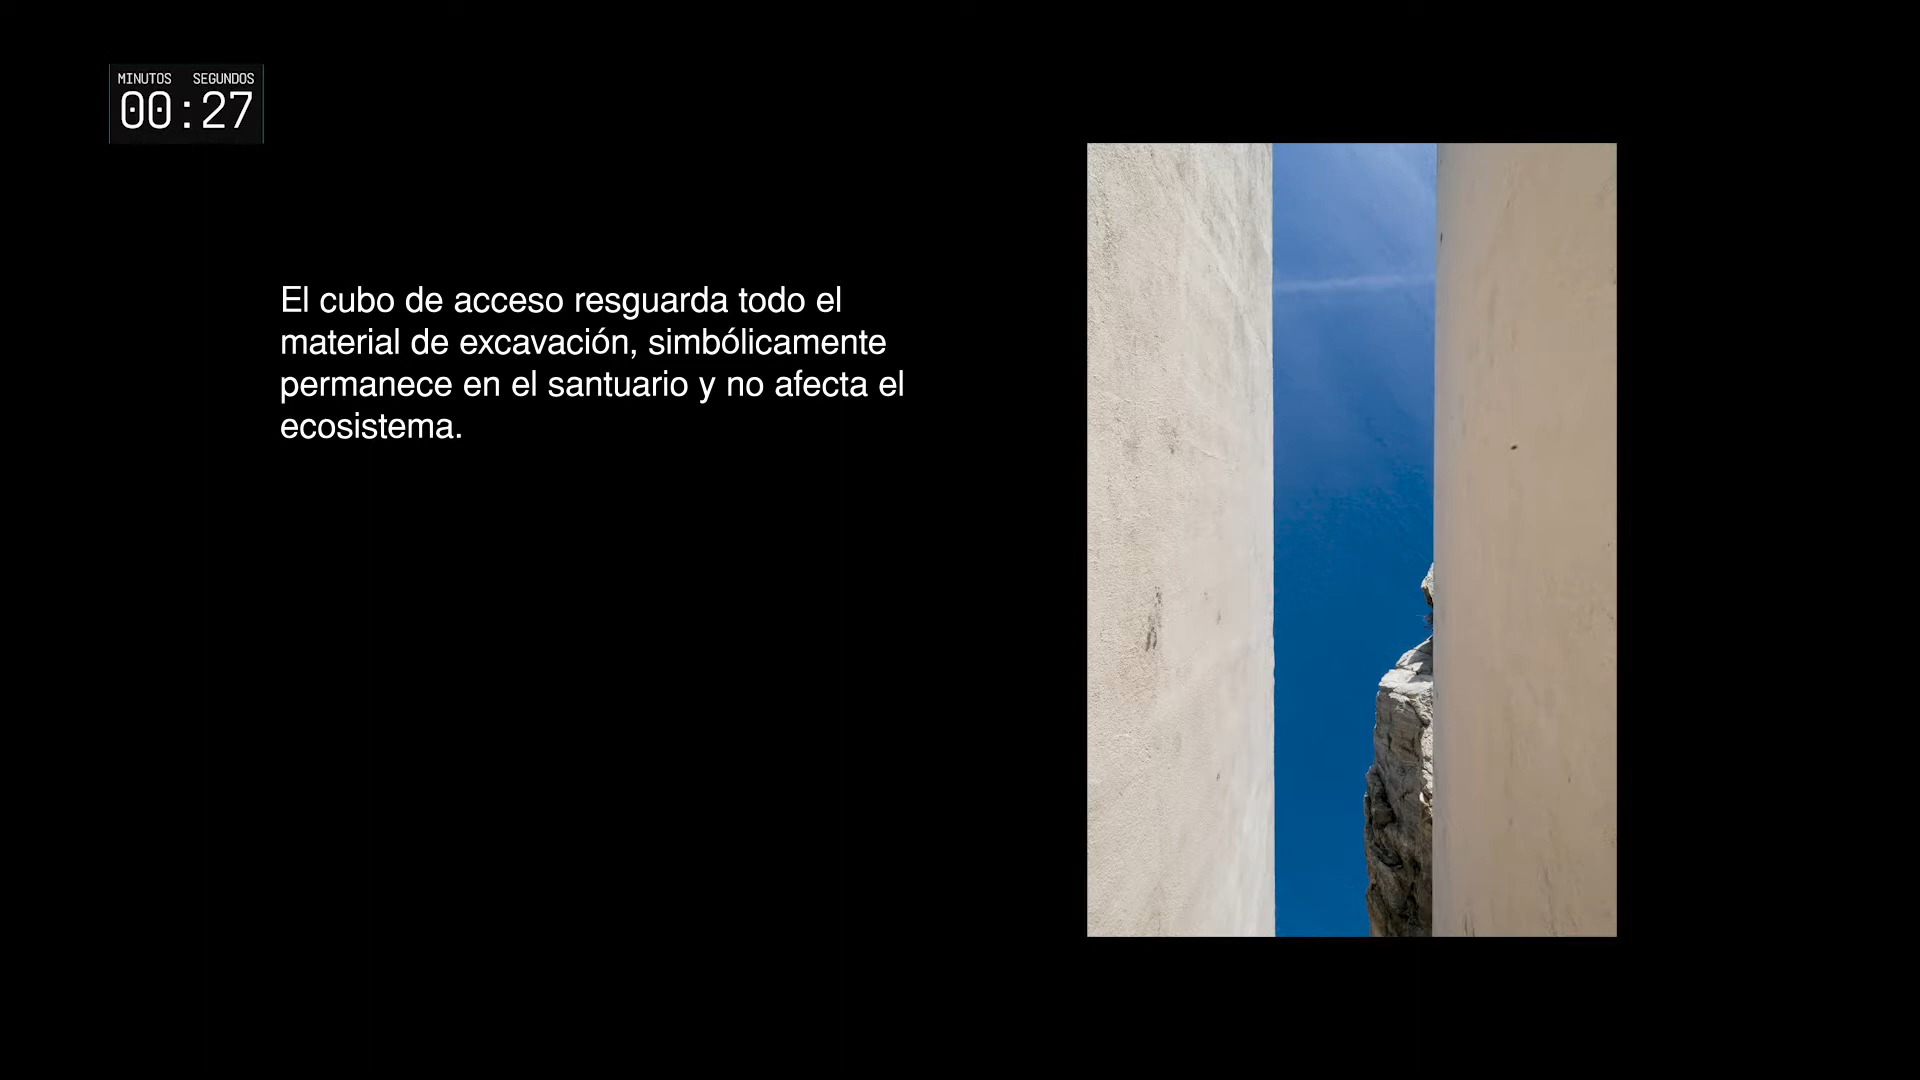 MINUTOS SEGUNDOS
00:27
El cubo de acceso resguarda todo el
material de excavación, simbólicamente
permanece en el santuario y no afecta el
ecosistema.